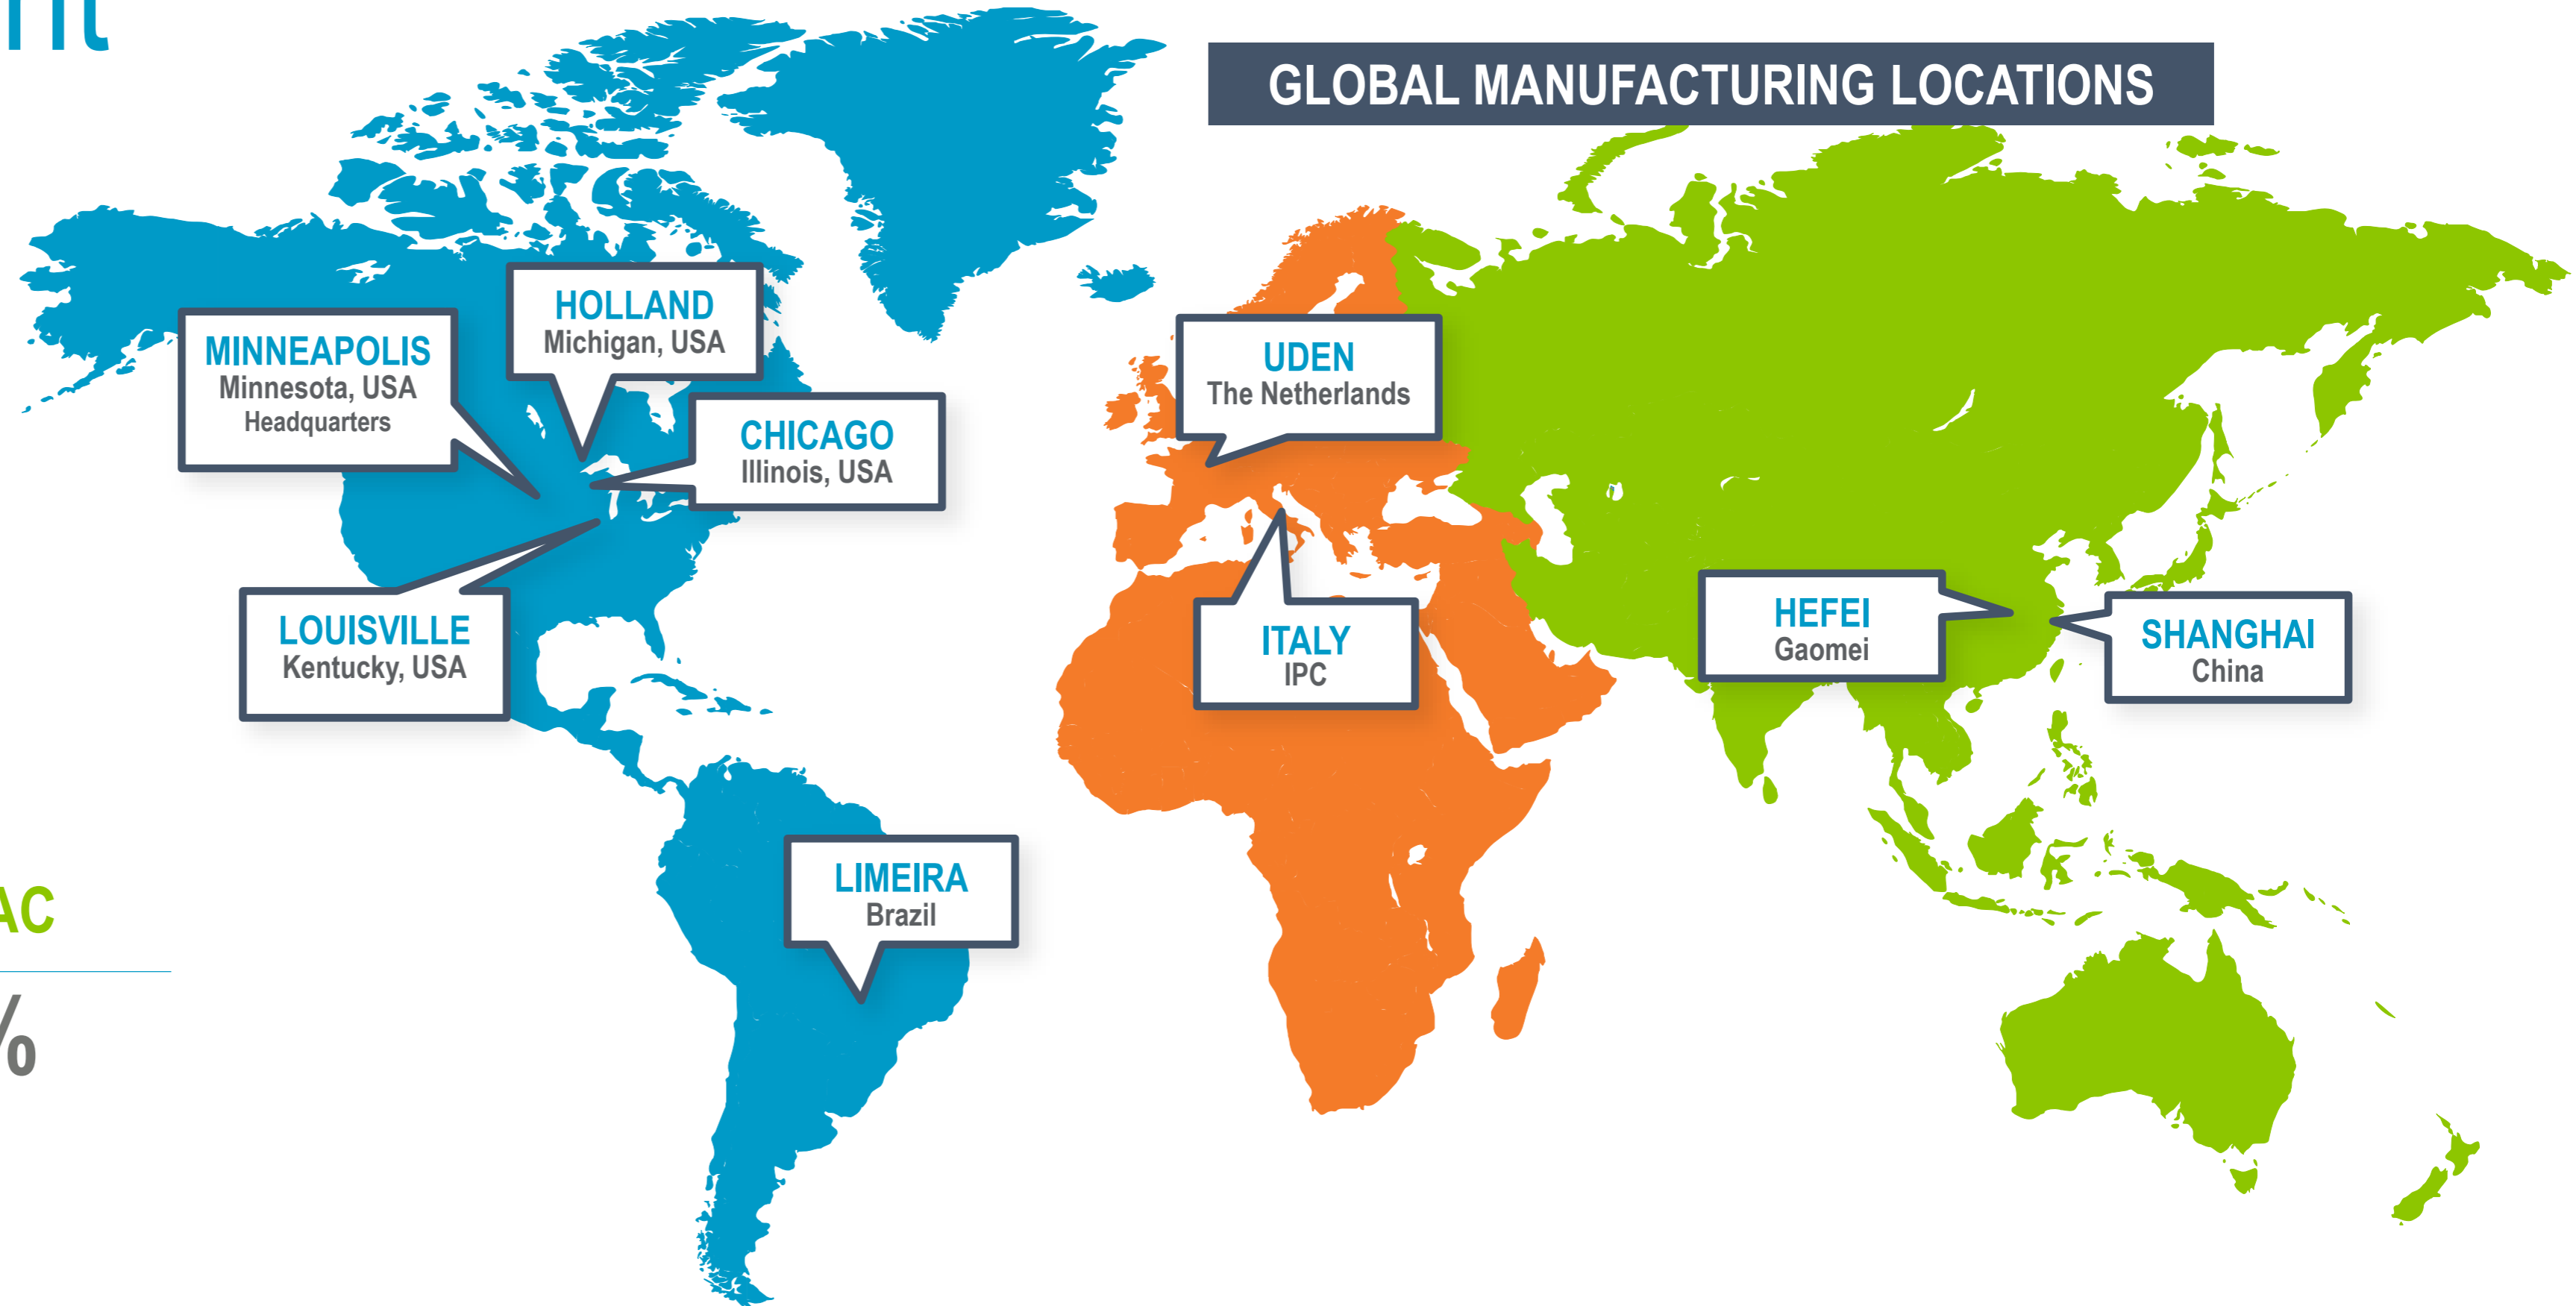 GLOBAL MANUFACTURING LOCATIONS
HOLLAND
Michigan, USA
MINNEAPOLIS
Minnesota, USA
Headquarters
UDEN
The Netherlands
CHICAGO
Illinois, USA
LOUISVILLE
Kentucky, USA
ITALY
IPC
HEFEI
Gaomei
SHANGHAI
China
LIMEIRA
Brazil
AC
%